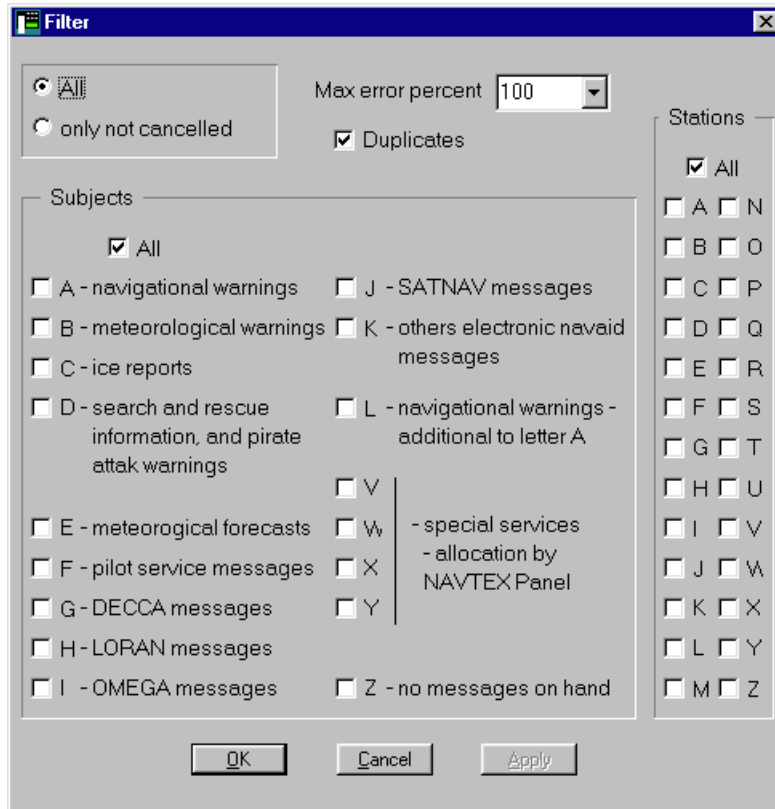 Filter
All
only not cancelled
Max error percent 100
Duplicates
Subjects
All
A - navigational warnings
B - meteorological warnings
C - ice reports
D - search and rescue
information, and pirate
attak warnings
E - meteorogical forecasts
F - pilot service messages
G - DECCA messages
H - LORAN messages
I - OMEGA messages
J - SATNAV messages
K - others electronic navaid
messages
L - navigational warnings -
additional to letter A
V
W
X
Y
- special services
- allocation by
NAVTEX Panel
Z - no messages on hand
Stations
All
A N
B O
C P
D Q
E R
F S
G T
H U
I V
J W
K X
L Y
M Z
OK
Cancel
Apply